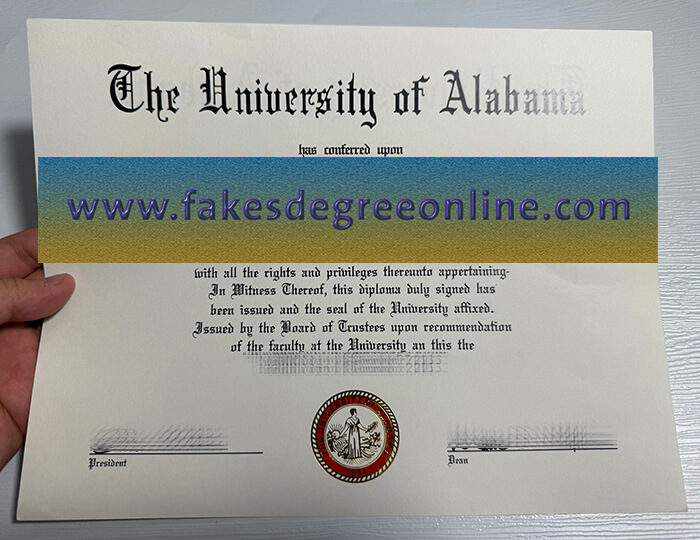 The University of Alabama
has conferred upon
www.fakesdegreeonline.com
with all the rights and privileges thereunto appertaining-
In Witness Thereof, this diploma duly signed has
been issued and the seal of the University affixed.
Issued by the Board of Trustees upon recommendation
of the faculty at the University an this the
President
Dean